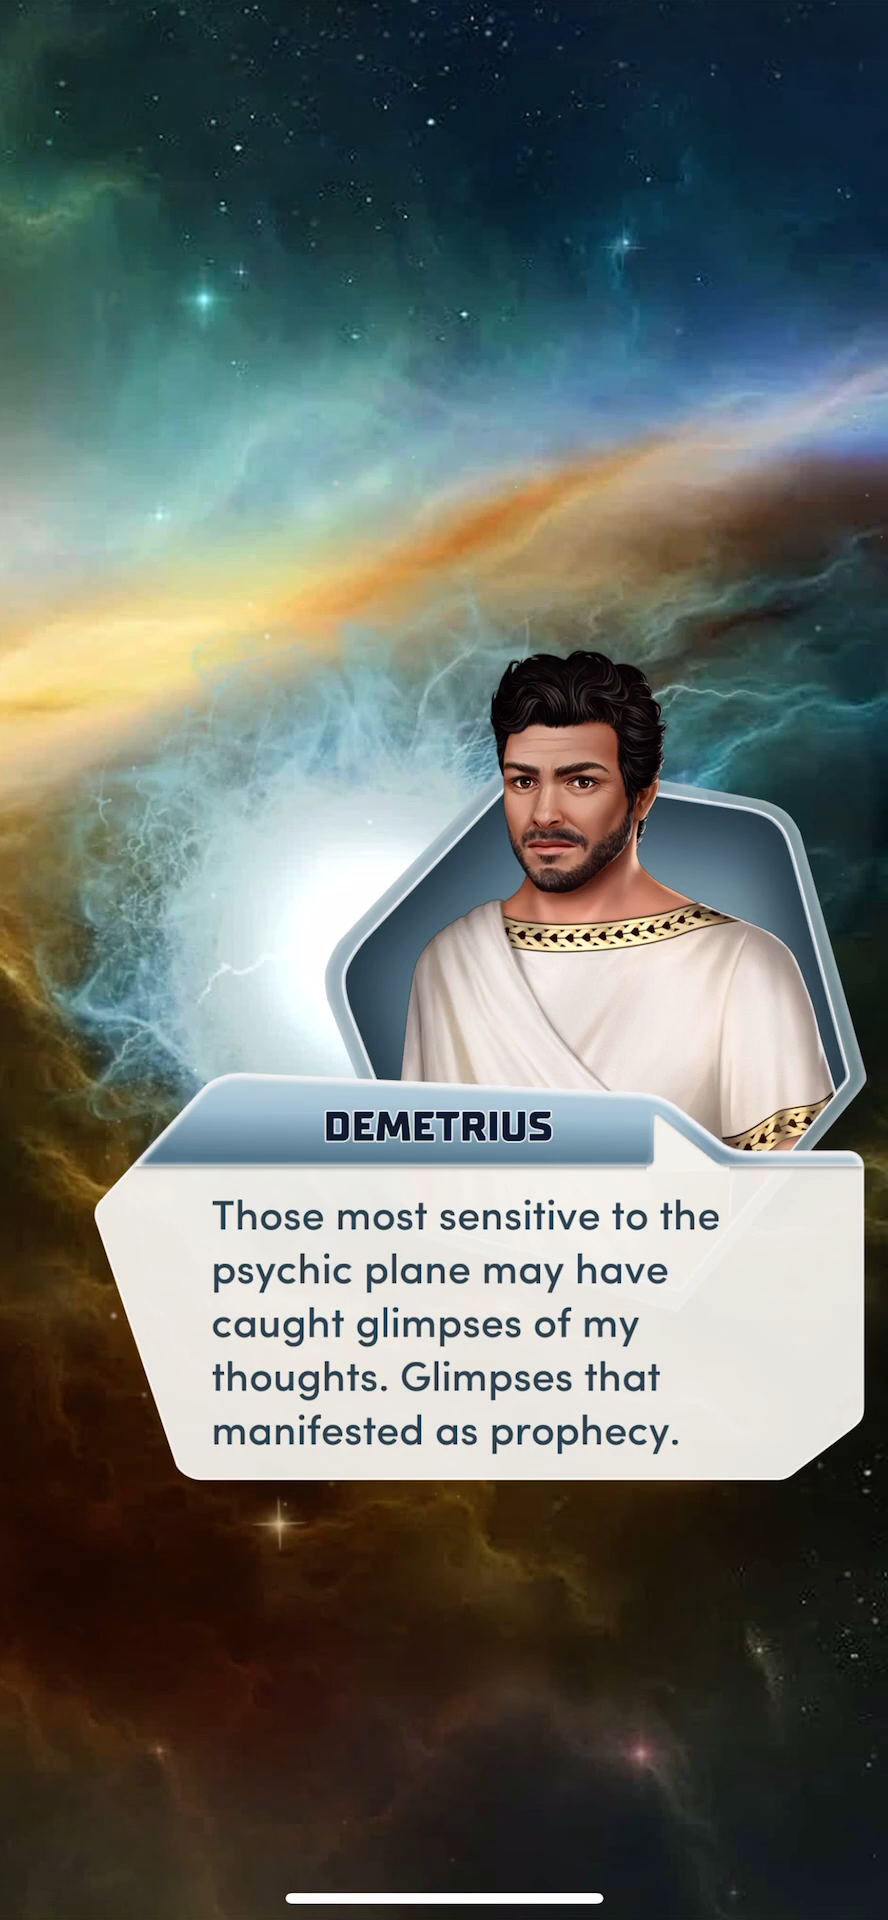 DEMETRIUS
Those most sensitive to the
psychic plane may have
caught glimpses of my
thoughts. Glimpses that
manifested as prophecy.